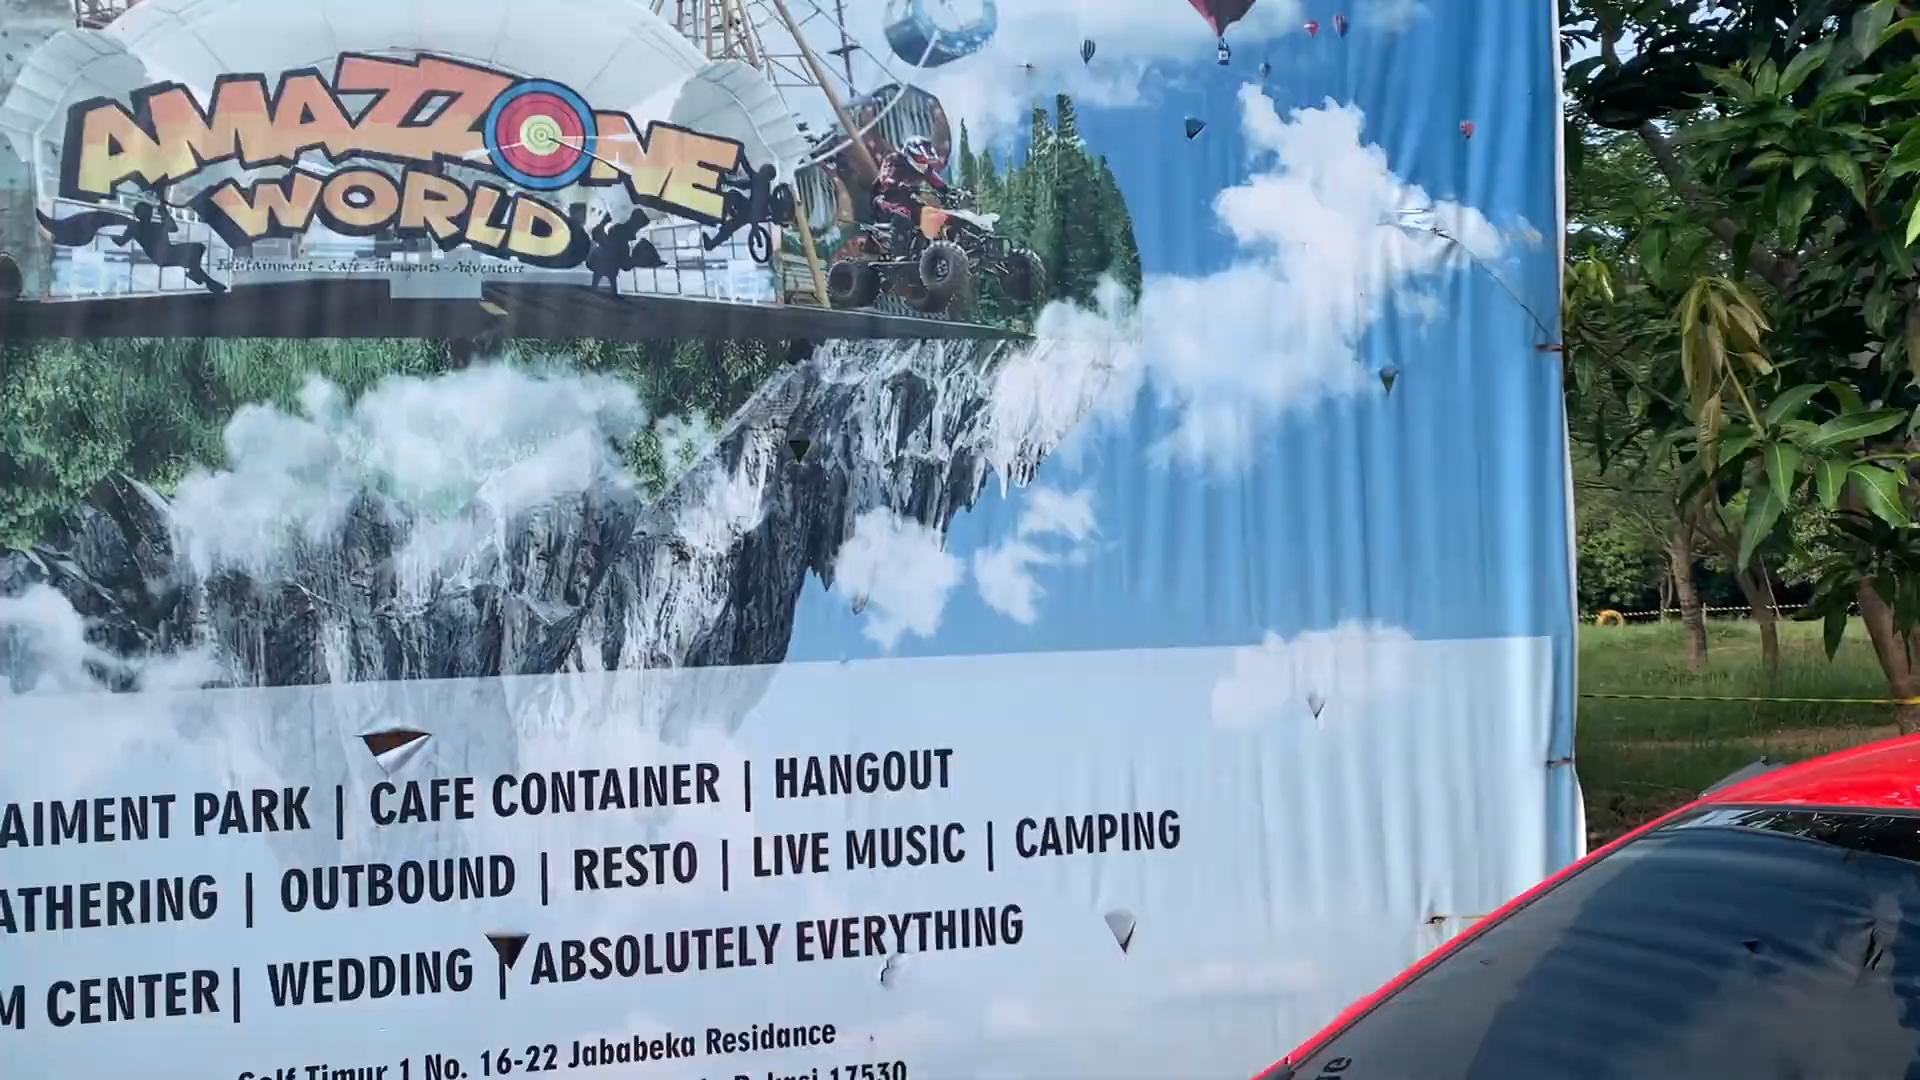 AMAZZONE
WORLD
Edutainment - Cafe - Hangouts - Adventure
AIMENT PARK | CAFE CONTAINER | HANGOUT
ATHERING | OUTBOUND | RESTO | LIVE MUSIC | CAMPING
M CENTER | WEDDING | ABSOLUTELY EVERYTHING
Golf Timur 1 No. 16-22 Jababeka Residance
Bekasi 17530